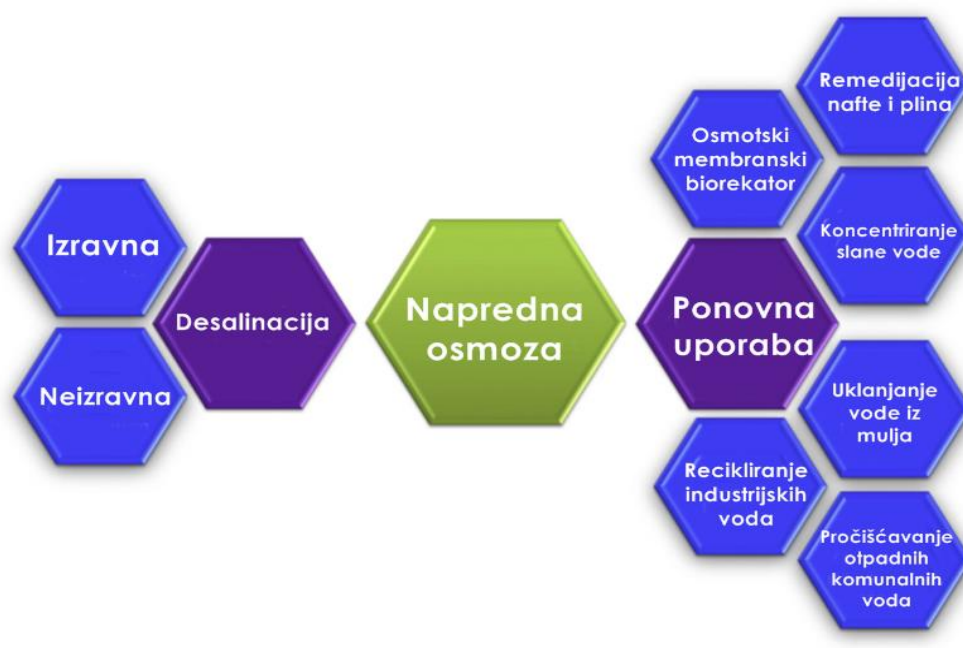 Izravna
Neizravna
Desalinacija
Napredna
osmoza
Ponovna
uporaba
Osmotski
membranski
biorekator
Remedijacija
nafte i plina
Koncentriranje
slane vode
Uklanjanje
vode iz
mulja
Recikliranje
industrijskih
voda
Pročišćavanje
otpadnih
komunalnih
voda